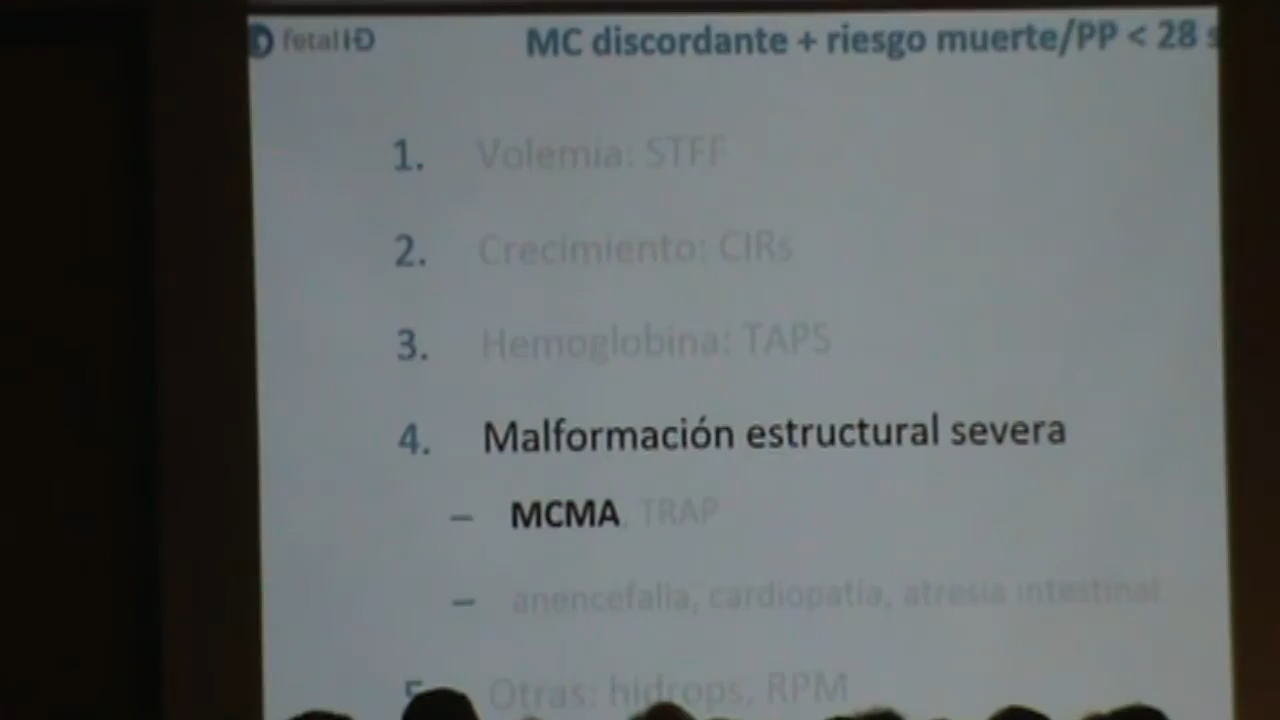 fetal I-D
MC discordante + riesgo muerte/PP < 28
1. Volemia: STFF
2. Crecimiento: CIRs
3. Hemoglobina: TAPS
4. Malformación estructural severa
– MCMA, TRAP
– anencefalia, cardiopatía, atresia intestinal
5. Otras: hidrops, RPM